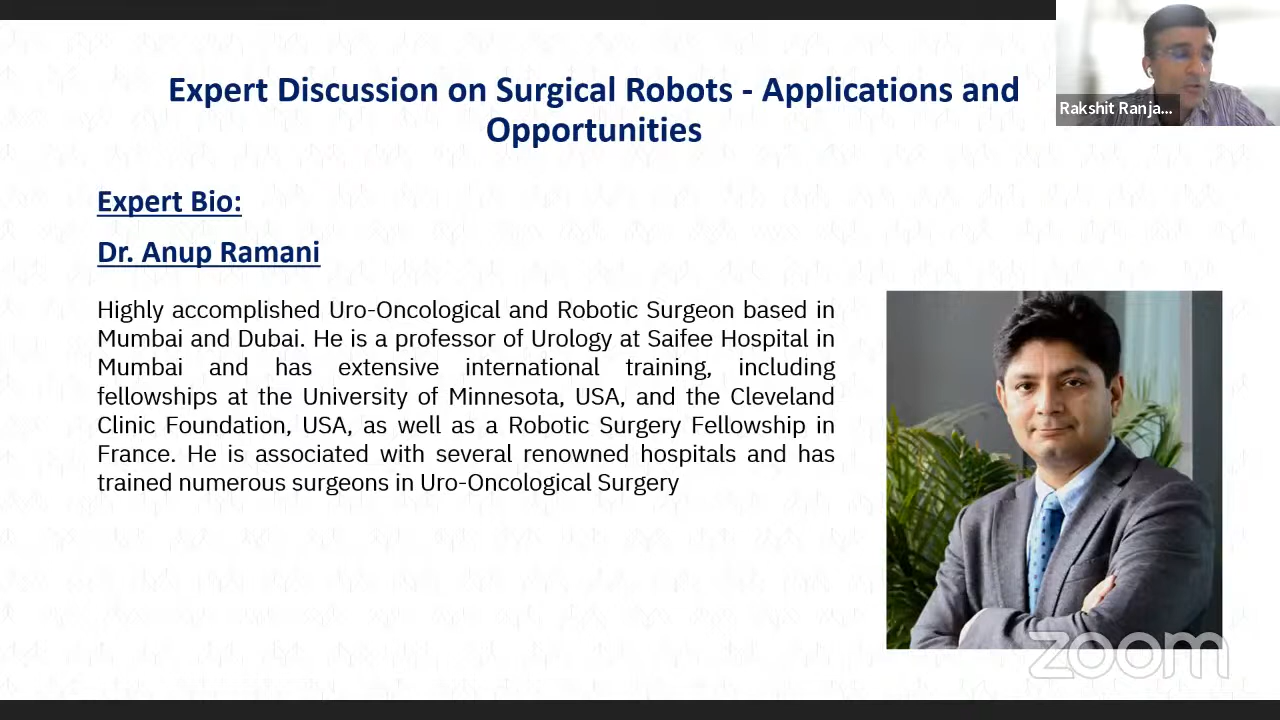 Expert Discussion on Surgical Robots - Applications and
Opportunities
Rakshit Ranja...
Expert Bio:
Dr. Anup Ramani
Highly accomplished Uro-Oncological and Robotic Surgeon based in
Mumbai and Dubai. He is a professor of Urology at Saifee Hospital in
Mumbai and has extensive international training, including
fellowships at the University of Minnesota, USA, and the Cleveland
Clinic Foundation, USA, as well as a Robotic Surgery Fellowship in
France. He is associated with several renowned hospitals and has
trained numerous surgeons in Uro-Oncological Surgery
zoom